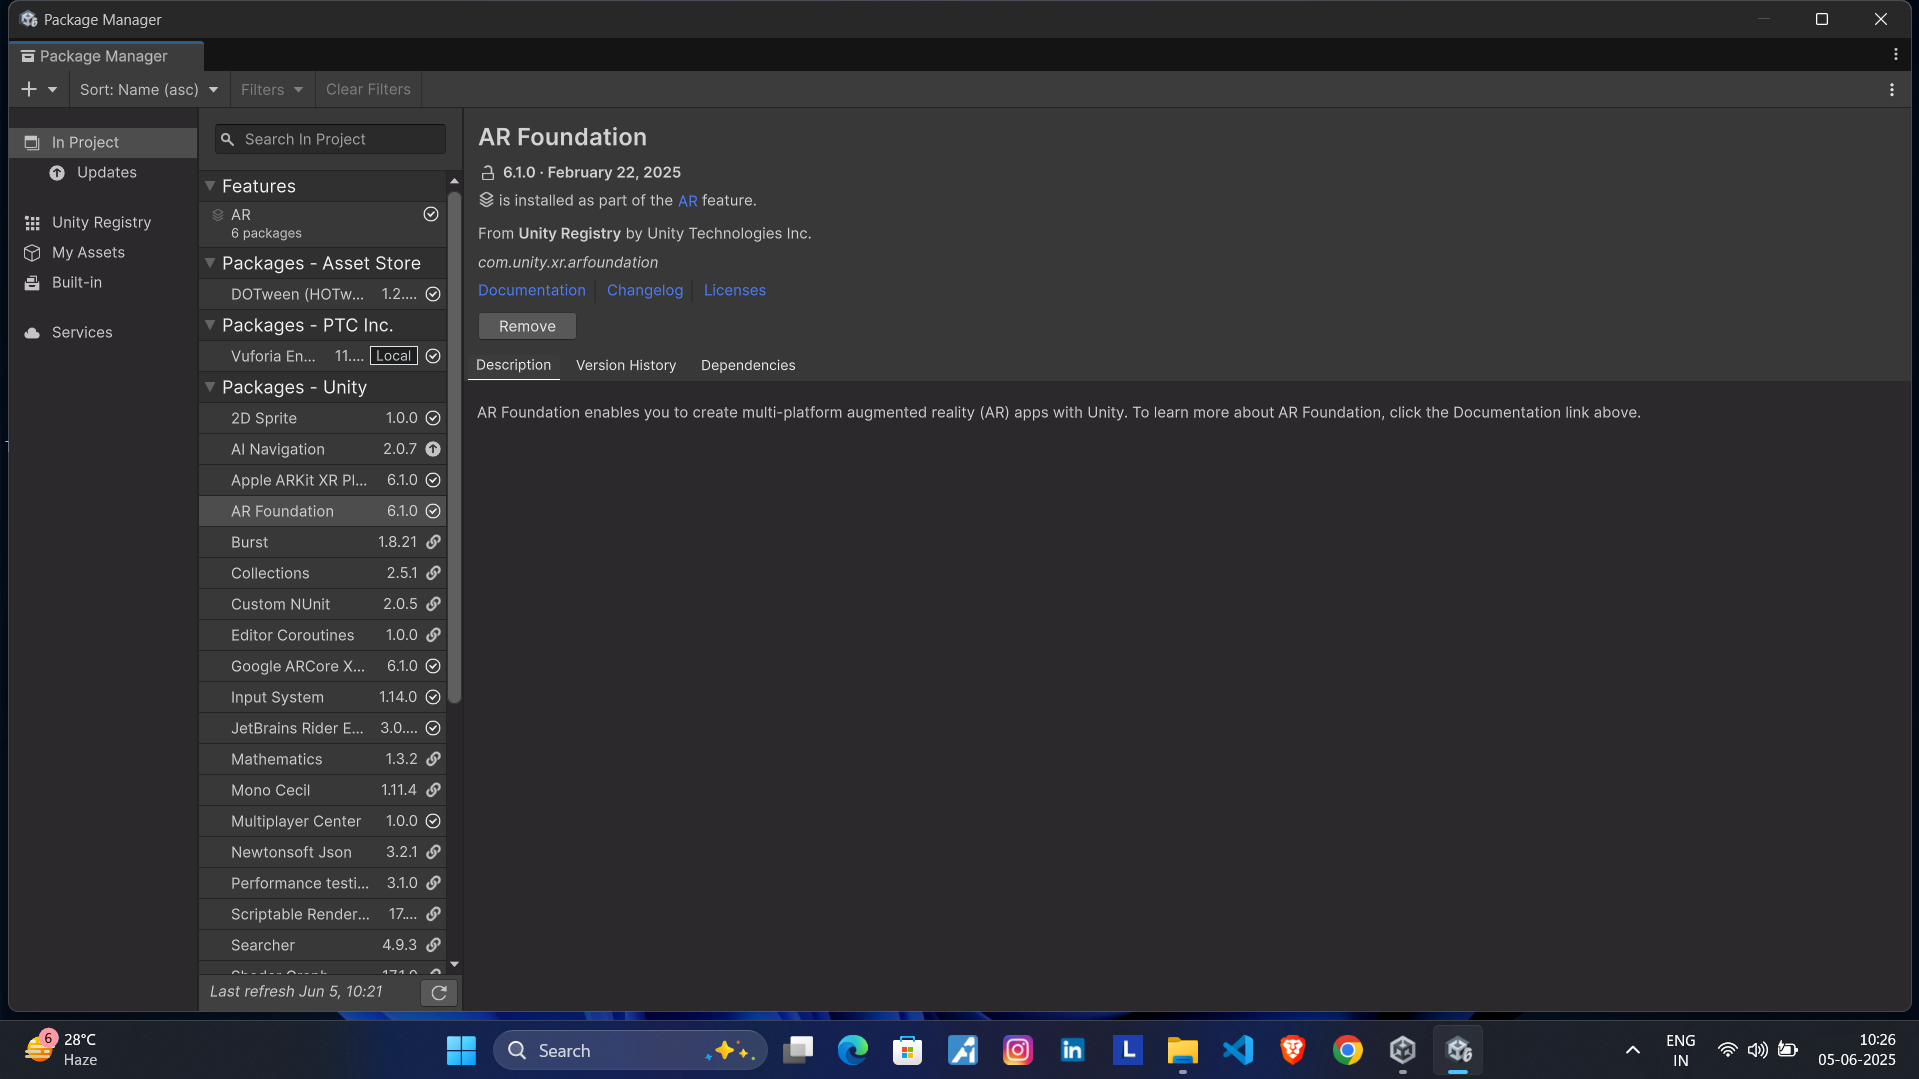 Package Manager
Package Manager
Sort: Name (asc)
Filters
Clear Filters
In Project
Updates
Unity Registry
My Assets
Built-in
Services
Search In Project
Features
AR
6 packages
Packages - Asset Store
DOTween (HOTw... 1.2....
Packages - PTC Inc.
Vuforia En... 11.... Local
Packages - Unity
2D Sprite 1.0.0
AI Navigation 2.0.7
Apple ARKit XR Pl... 6.1.0
AR Foundation 6.1.0
Burst 1.8.21
Collections 2.5.1
Custom NUnit 2.0.5
Editor Coroutines 1.0.0
Google ARCore X... 6.1.0
Input System 1.14.0
JetBrains Rider E... 3.0....
Mathematics 1.3.2
Mono Cecil 1.11.4
Multiplayer Center 1.0.0
Newtonsoft Json 3.2.1
Performance testi... 3.1.0
Scriptable Render... 17....
Searcher 4.9.3
Shader Graph 17.1.0
Last refresh Jun 5, 10:21
AR Foundation
6.1.0 · February 22, 2025
is installed as part of the AR feature.
From Unity Registry by Unity Technologies Inc.
com.unity.xr.arfoundation
Documentation
Changelog
Licenses
Remove
Description
Version History
Dependencies
AR Foundation enables you to create multi-platform augmented reality (AR) apps with Unity. To learn more about AR Foundation, click the Documentation link above.
6
28°C
Haze
Search
L
ENG
IN
10:26
05-06-2025